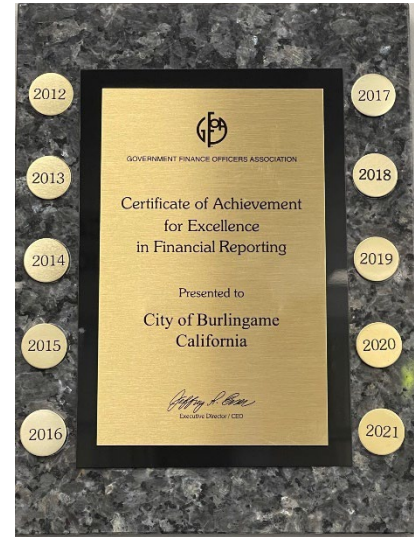 2012
2013
2014
2015
2016
GFOA
GOVERNMENT FINANCE OFFICERS ASSOCIATION
Certificate of Achievement
for Excellence
in Financial Reporting
Presented to
City of Burlingame
California
Executive Director / CEO
2017
2018
2019
2020
2021